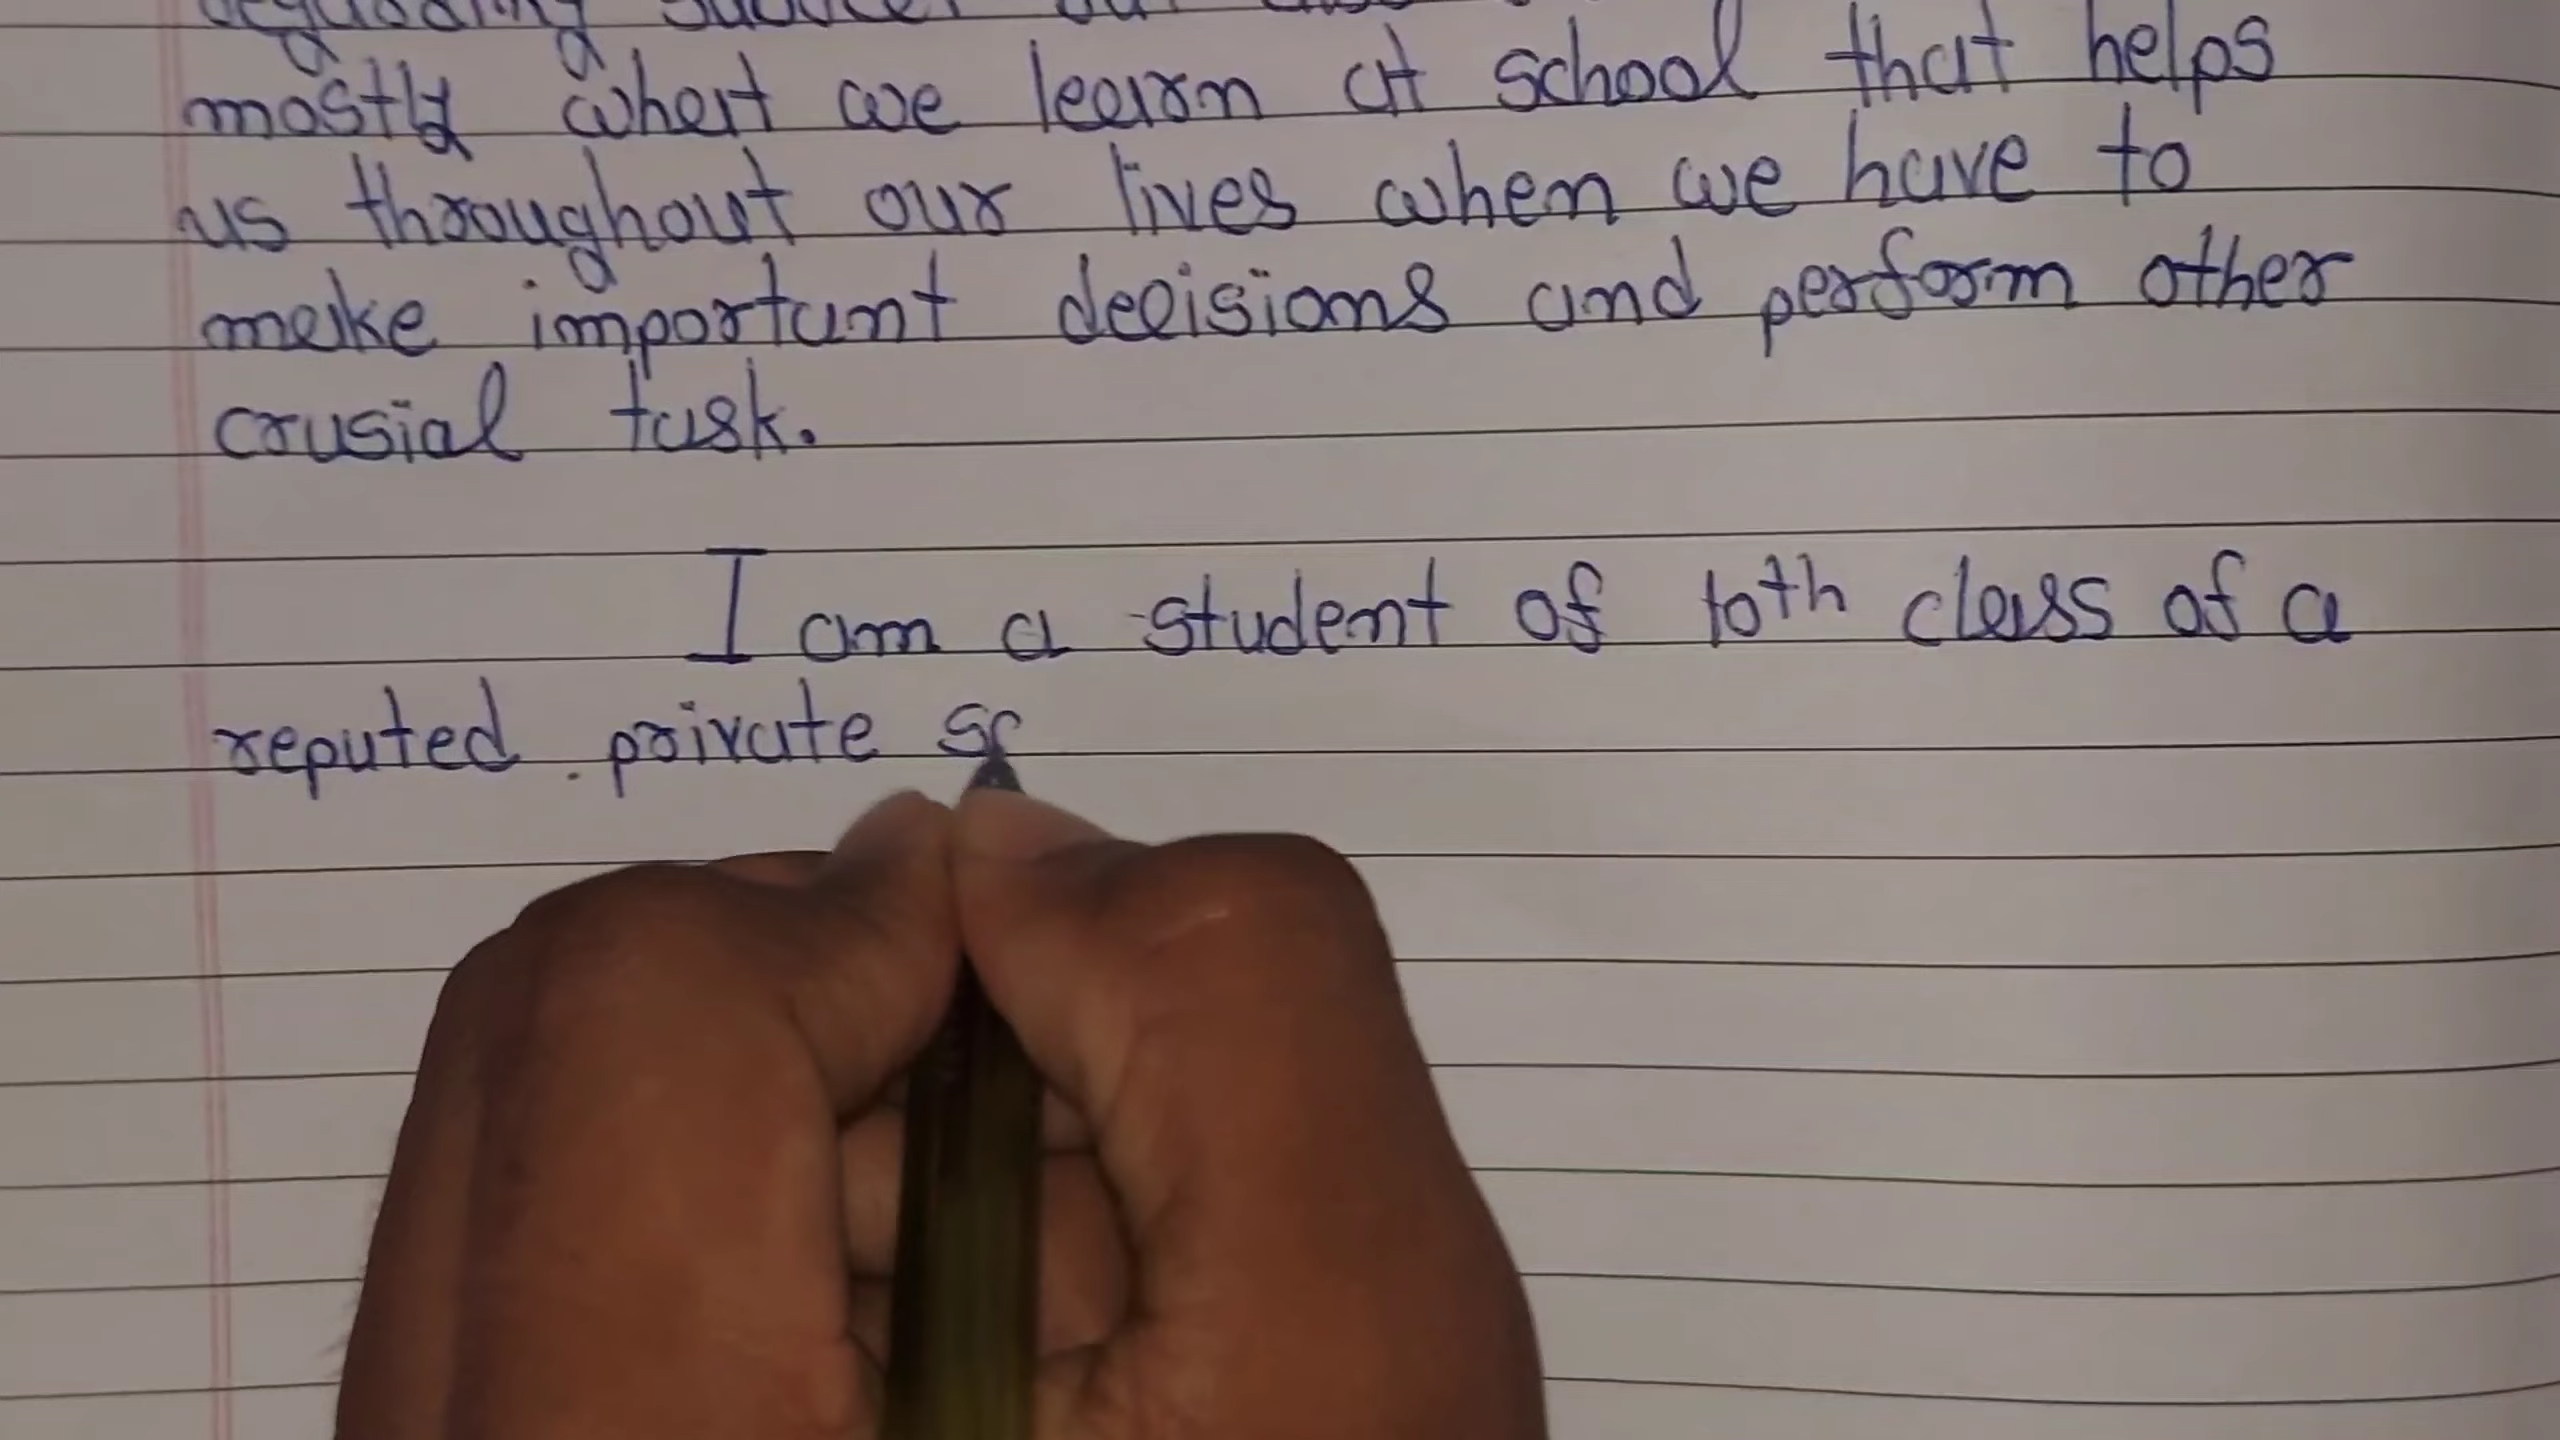 mostly what we learn at school that helps
us throughout our lives when we have to
make important decisions and perform other
crusial task.
I am a student of 10th class of a
reputed private sc